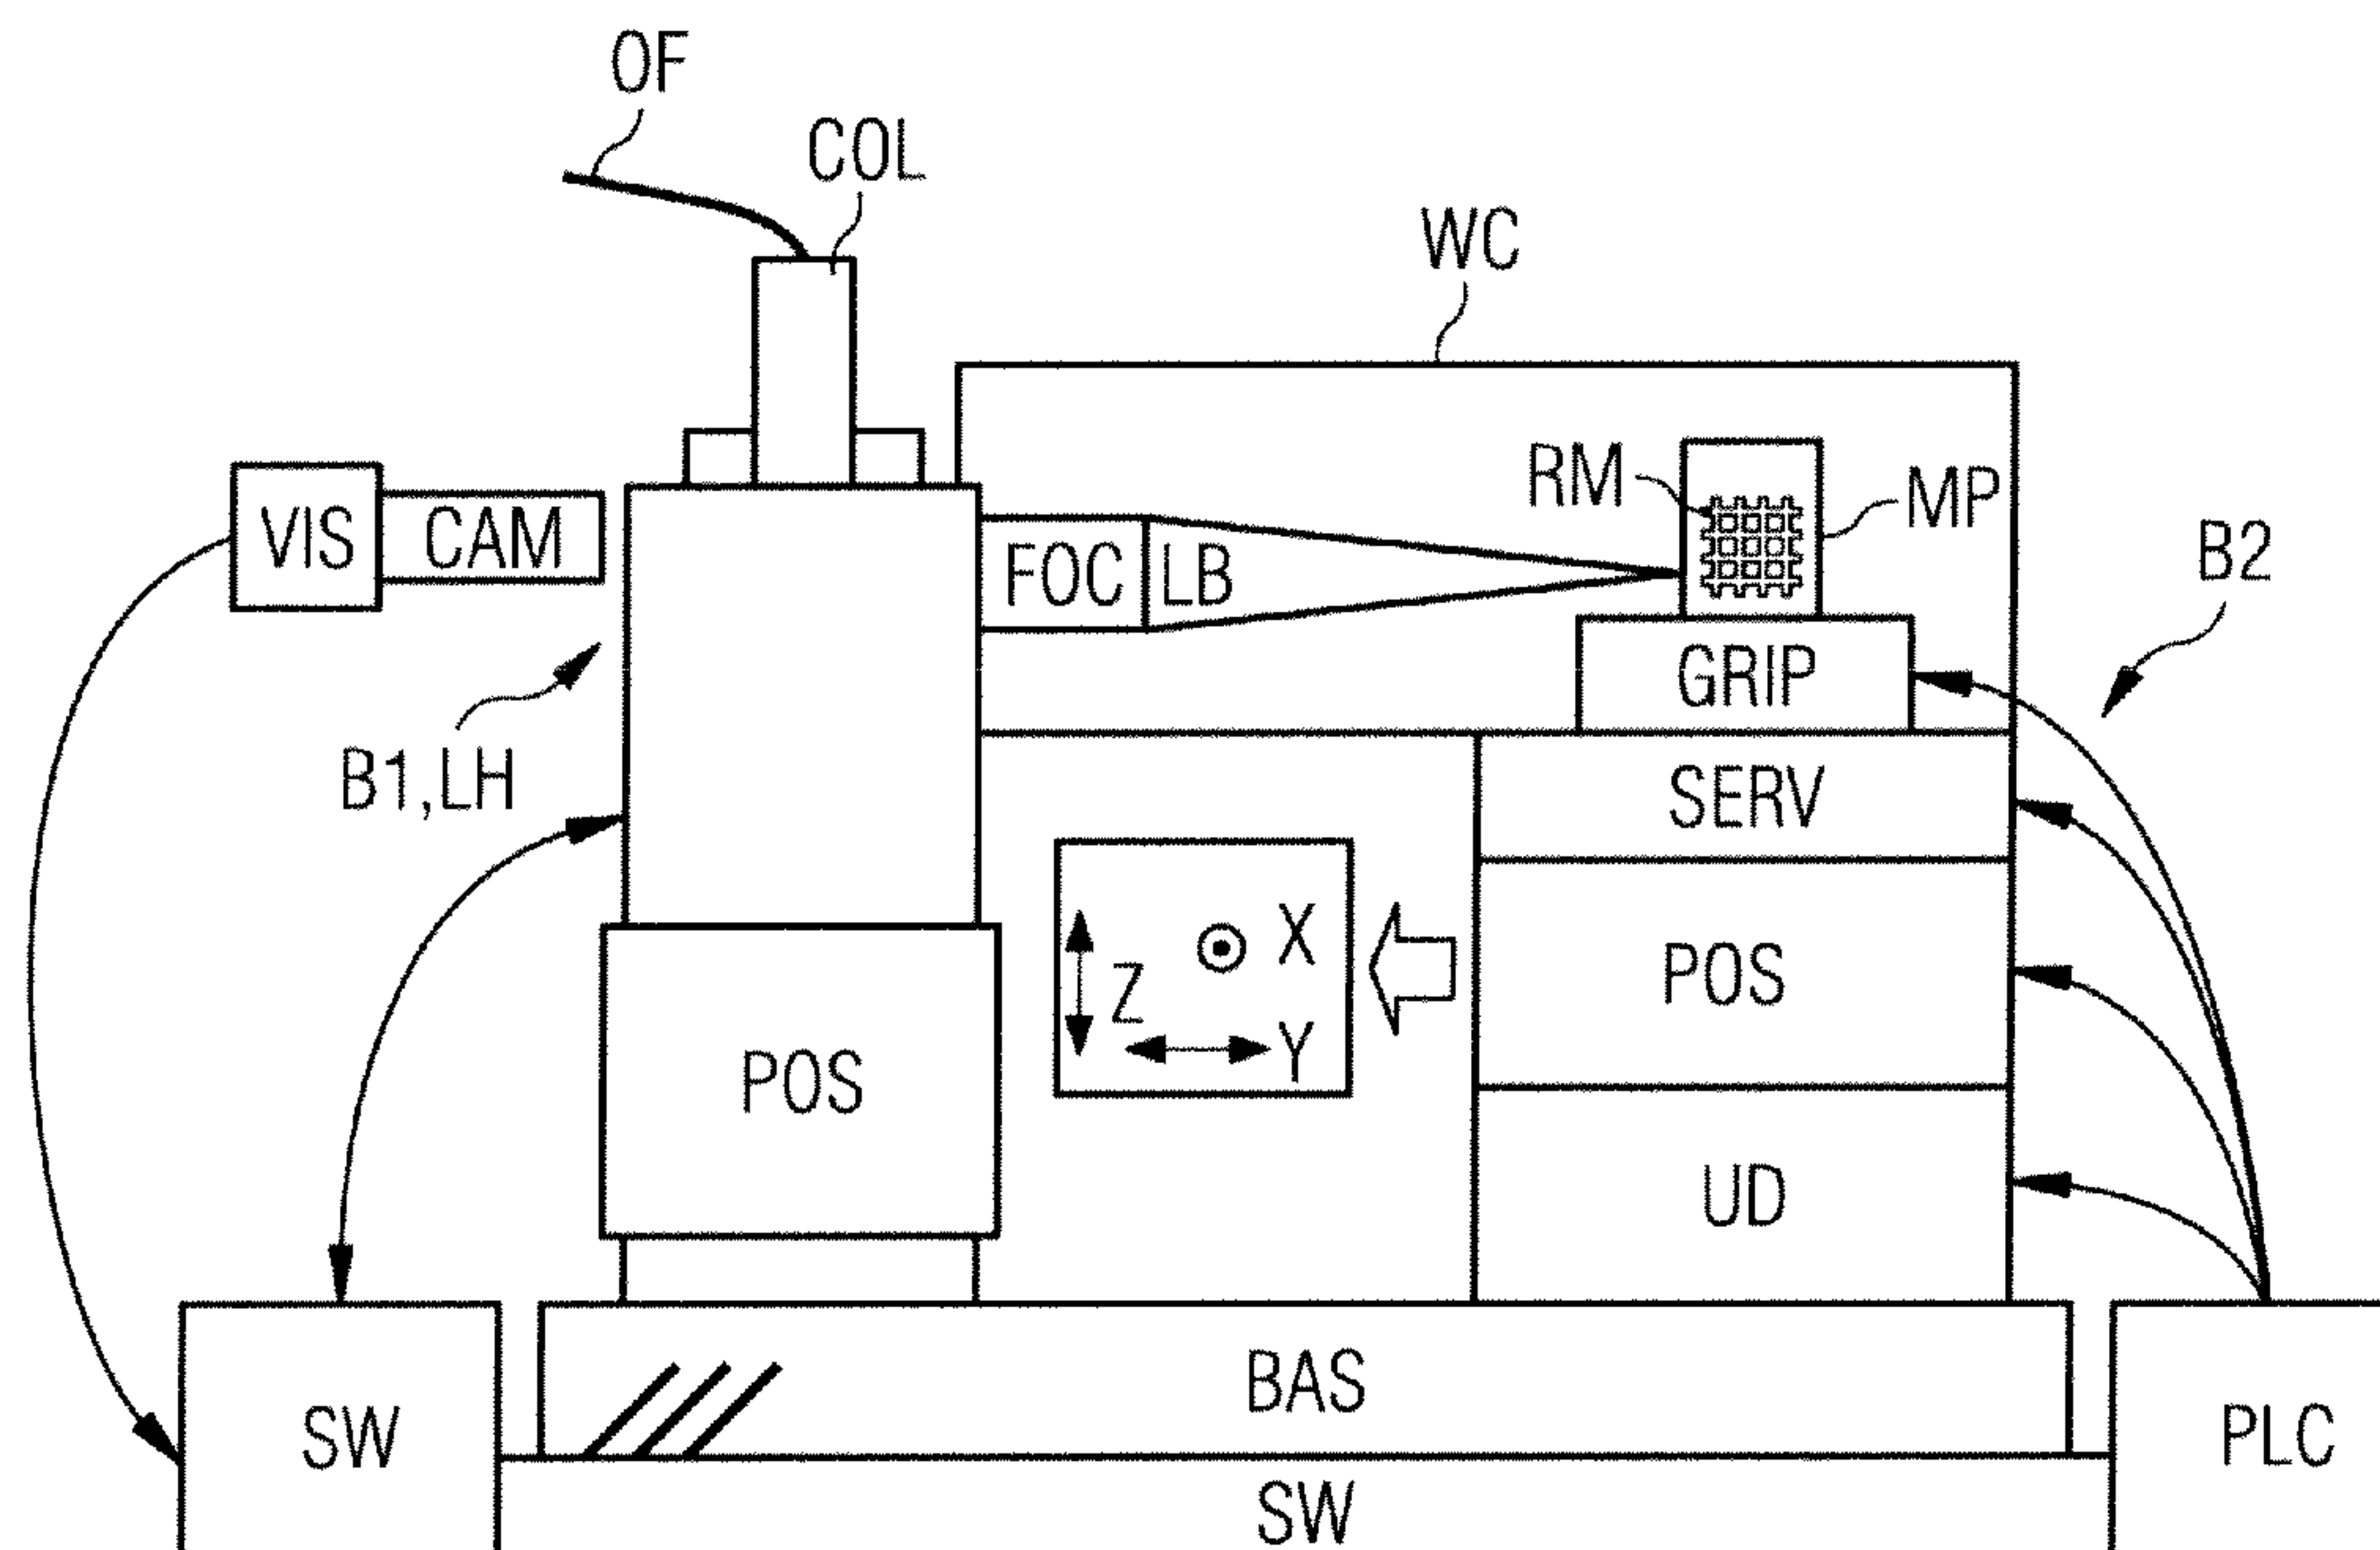 OF
COL
WC
RM
MP
B2
VIS
CAM
FOC
LB
GRIP
B1,LH
SERV
X
Z
Y
POS
POS
UD
BAS
SW
PLC
SW